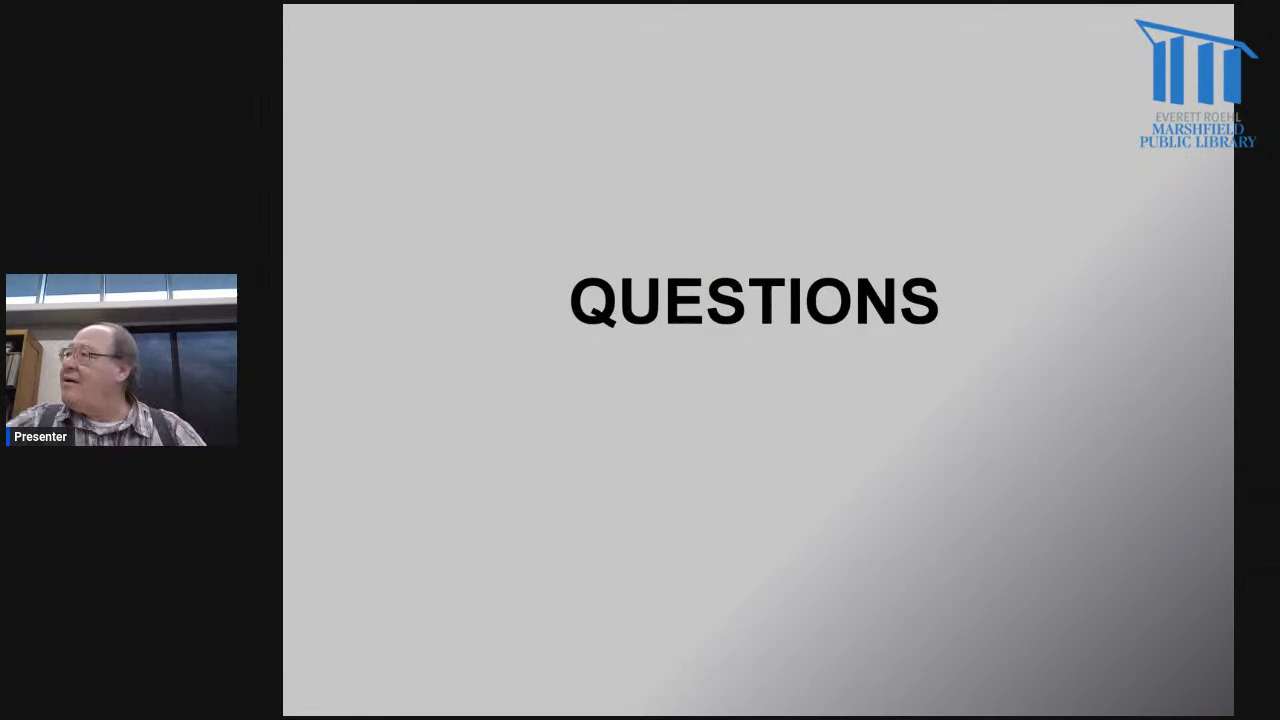 EVERETT ROEHL
MARSHFIELD
PUBLIC LIBRARY
QUESTIONS
Presenter